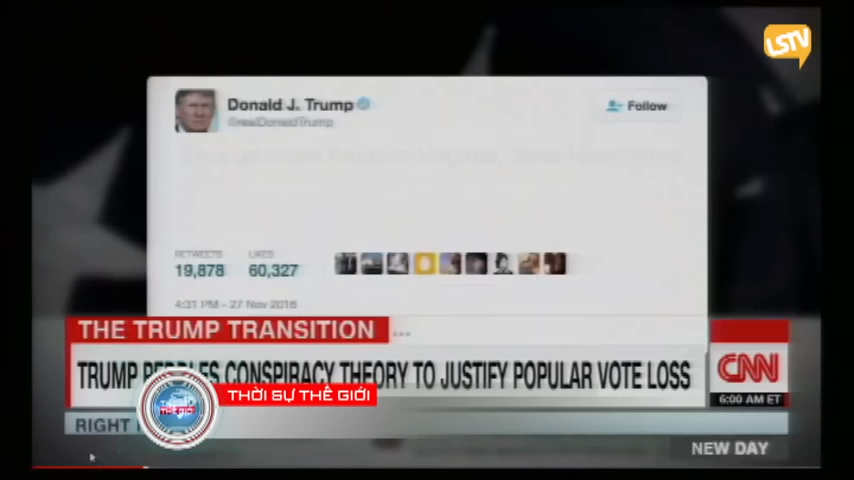 LSTV
Donald J. Trump
@realDonaldTrump
Follow
RETWEETS
LIKES
19,878
60,327
4:31 PM - 27 Nov 2016
THE TRUMP TRANSITION
TRUMP CONSPIRACY THEORY TO JUSTIFY POPULAR VOTE LOSS
CNN
6:00 AM ET
THỜI SỰ THẾ GIỚI
THẾ GIỚI
RIGHT
NEW DAY